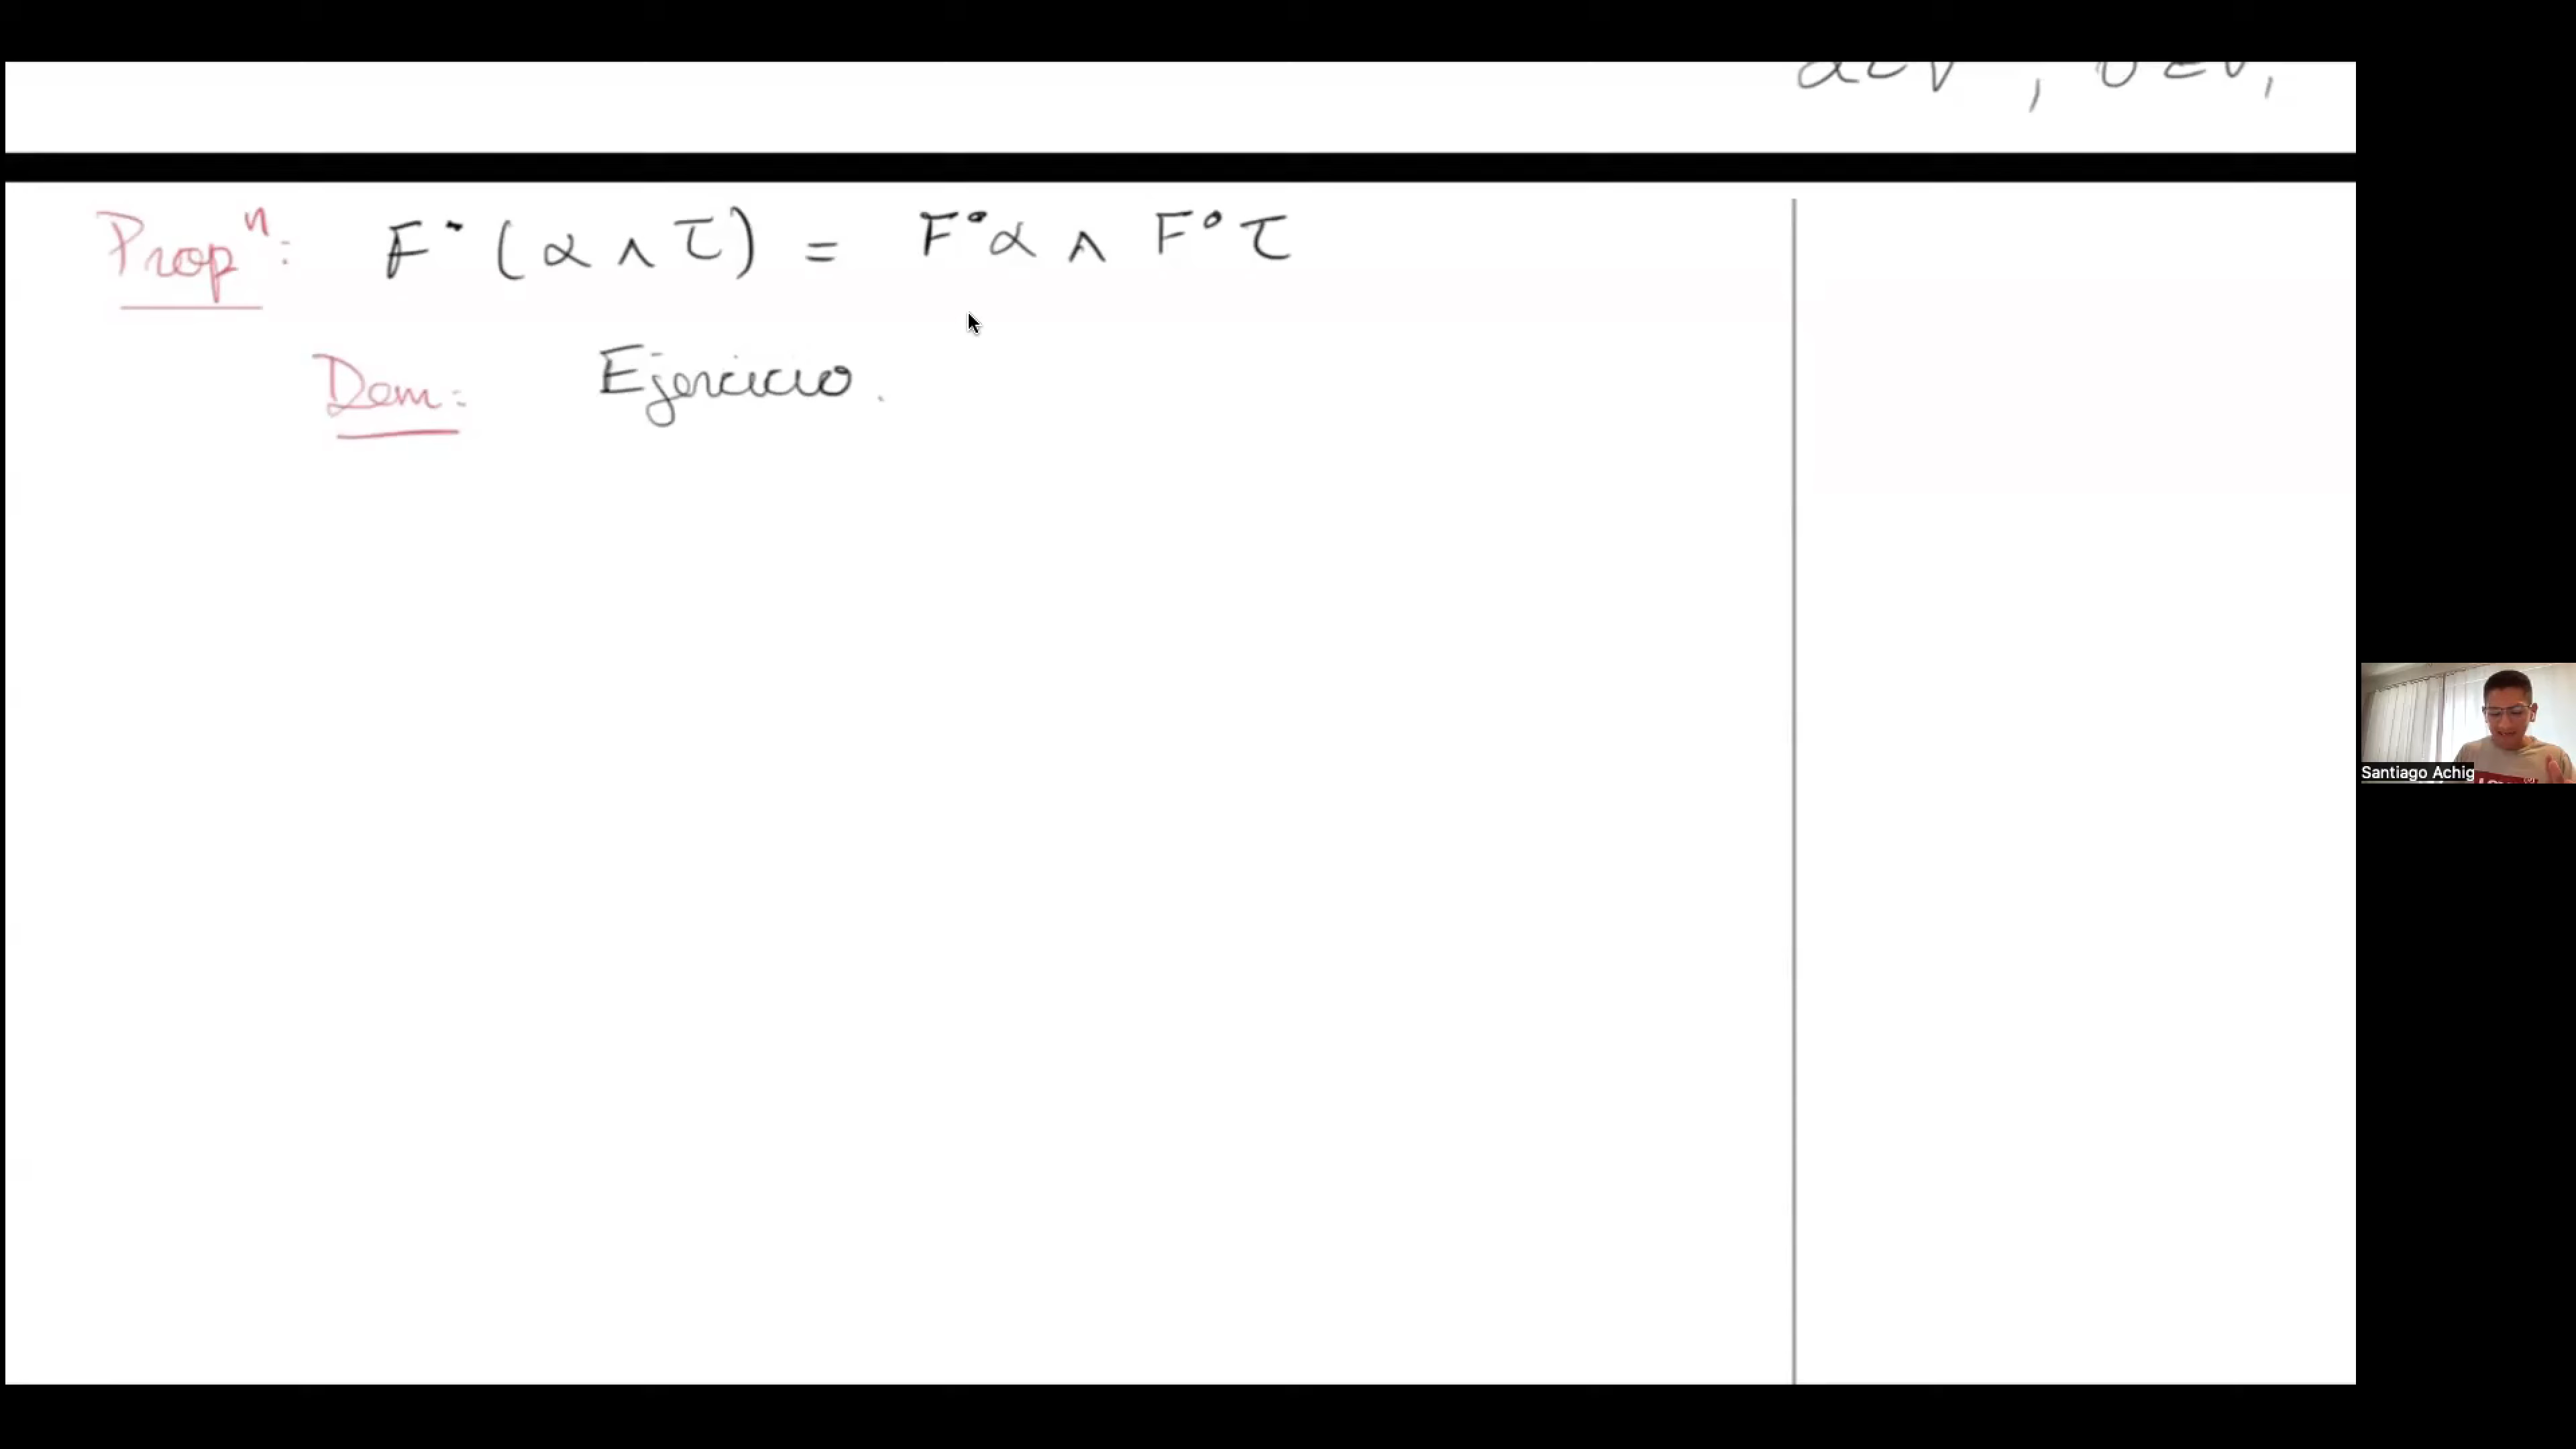 Propⁿ: F˙(α ∧ τ) = F°α ∧ F°τ
Dem: Ejercicio.
Santiago Achig